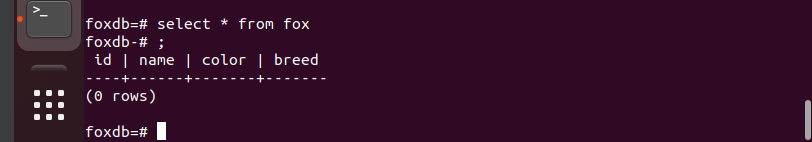 >_
foxdb=# select * from fox
foxdb-# ;
 id | name | color | breed
----+------+-------+-------
(0 rows)
foxdb=#